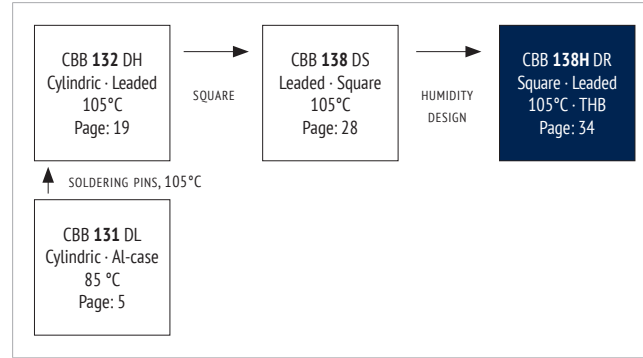 CBB 132 DH
Cylindric · Leaded
105°C
Page: 19
SQUARE
CBB 138 DS
Leaded · Square
105°C
Page: 28
HUMIDITY
DESIGN
CBB 138H DR
Square · Leaded
105°C · THB
Page: 34
SOLDERING PINS, 105°C
CBB 131 DL
Cylindric · Al-case
85 °C
Page: 5